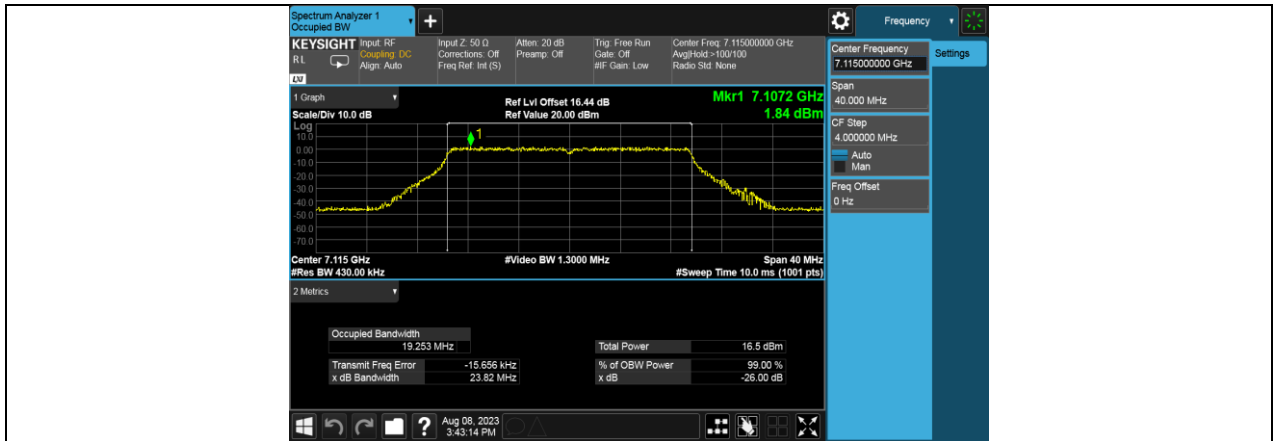 Spectrum Analyzer 1
Occupied BW
Frequency
KEYSIGHT
RL
Input: RF
Coupling: DC
Align: Auto
Input Z: 50 Ω
Corrections: Off
Freq Ref: Int (S)
Atten: 20 dB
Preamp: Off
Trig: Free Run
Gate: Off
#IF Gain: Low
Center Freq: 7.115000000 GHz
Avg|Hold:>100/100
Radio Std: None
1 Graph
Scale/Div 10.0 dB
Ref Lvl Offset 16.44 dB
Ref Value 20.00 dBm
Mkr1 7.1072 GHz
1.84 dBm
Log
10.0
0.00
-10.0
-20.0
-30.0
-40.0
-50.0
-60.0
-70.0
1
Center 7.115 GHz
#Res BW 430.00 kHz
#Video BW 1.3000 MHz
Span 40 MHz
#Sweep Time 10.0 ms (1001 pts)
2 Metrics
Occupied Bandwidth
19.253 MHz
Transmit Freq Error -15.656 kHz
x dB Bandwidth 23.82 MHz
Total Power 16.5 dBm
% of OBW Power 99.00 %
x dB -26.00 dB
Center Frequency
7.115000000 GHz
Span
40.000 MHz
CF Step
4.000000 MHz
Auto
Man
Freq Offset
0 Hz
Settings
?
Aug 08, 2023
3:43:14 PM